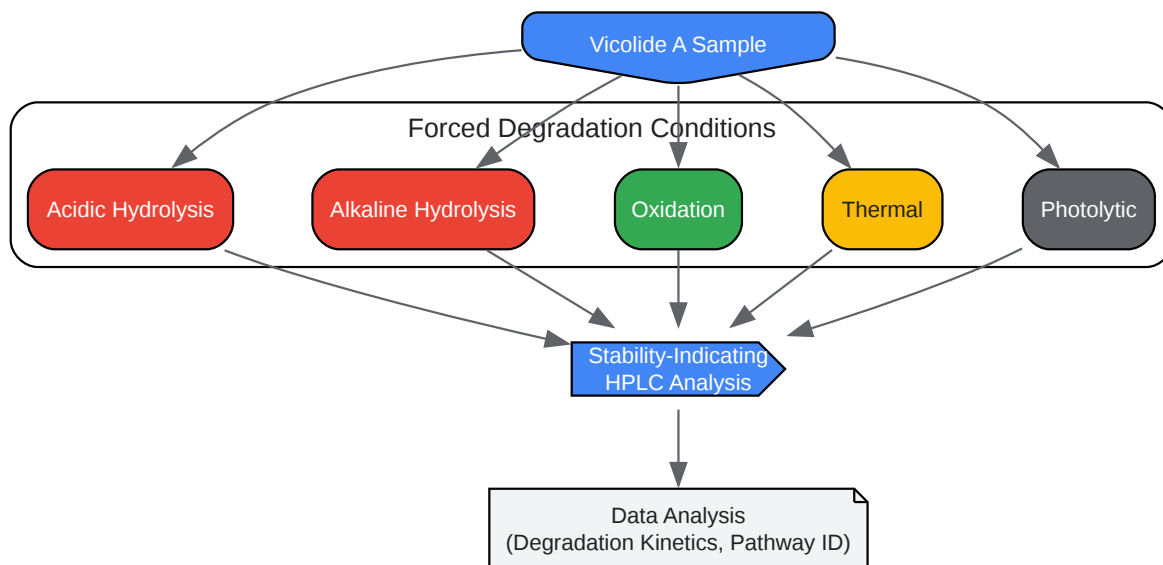 Vicolide A Sample
Forced Degradation Conditions
Acidic Hydrolysis
Alkaline Hydrolysis
Oxidation
Thermal
Photolytic
Stability-Indicating
HPLC Analysis
Data Analysis
(Degradation Kinetics, Pathway ID)